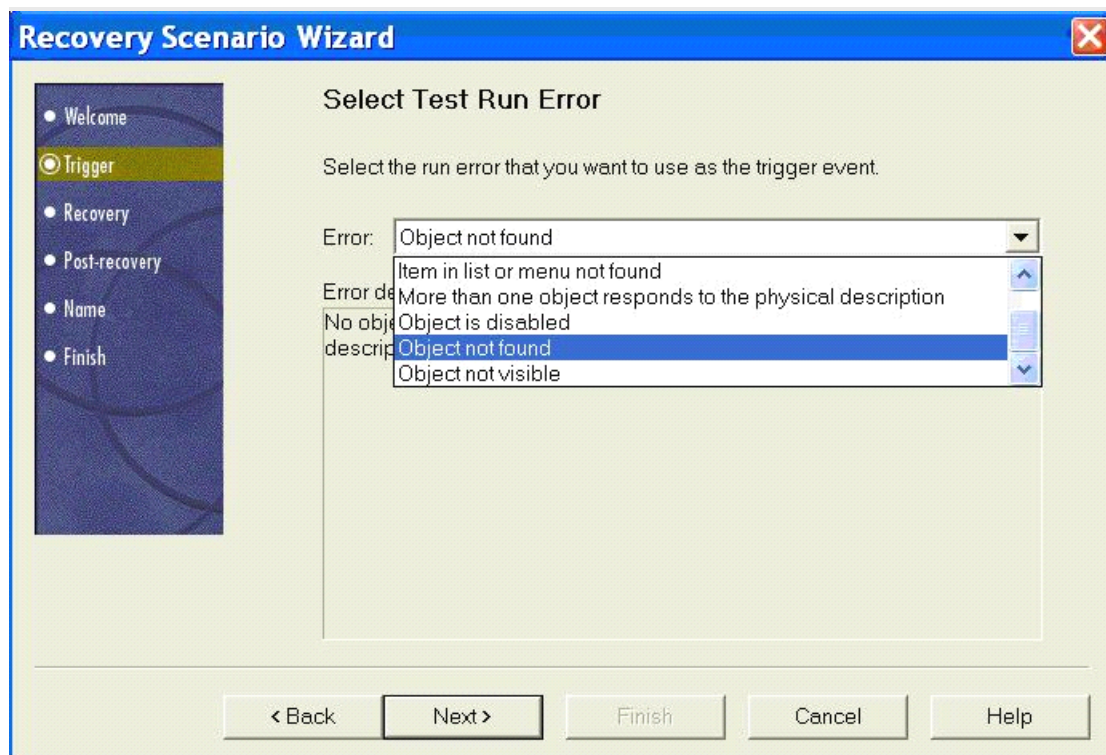 Recovery Scenario Wizard
Welcome
Trigger
Recovery
Post-recovery
Name
Finish
Select Test Run Error
Select the run error that you want to use as the trigger event.
Error: Object not found
Item in list or menu not found
Error
More than one object responds to the physical description
No
Object is disabled
Object not found
Object not visible
< Back
Next >
Finish
Cancel
Help